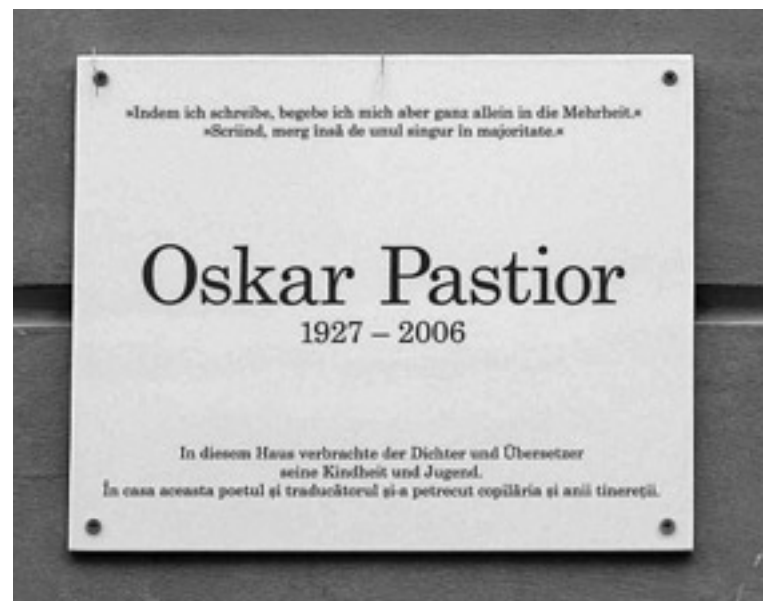 »Indem ich schreibe, begebe ich mich aber ganz allein in die Mehrheit.«
»Scriind, merg însă de unul singur în majoritate.«
Oskar Pastior
1927 – 2006
In diesem Haus verbrachte der Dichter und Übersetzer
seine Kindheit und Jugend.
În casa aceasta poetul și traducătorul și-a petrecut copilăria și anii tinereții.